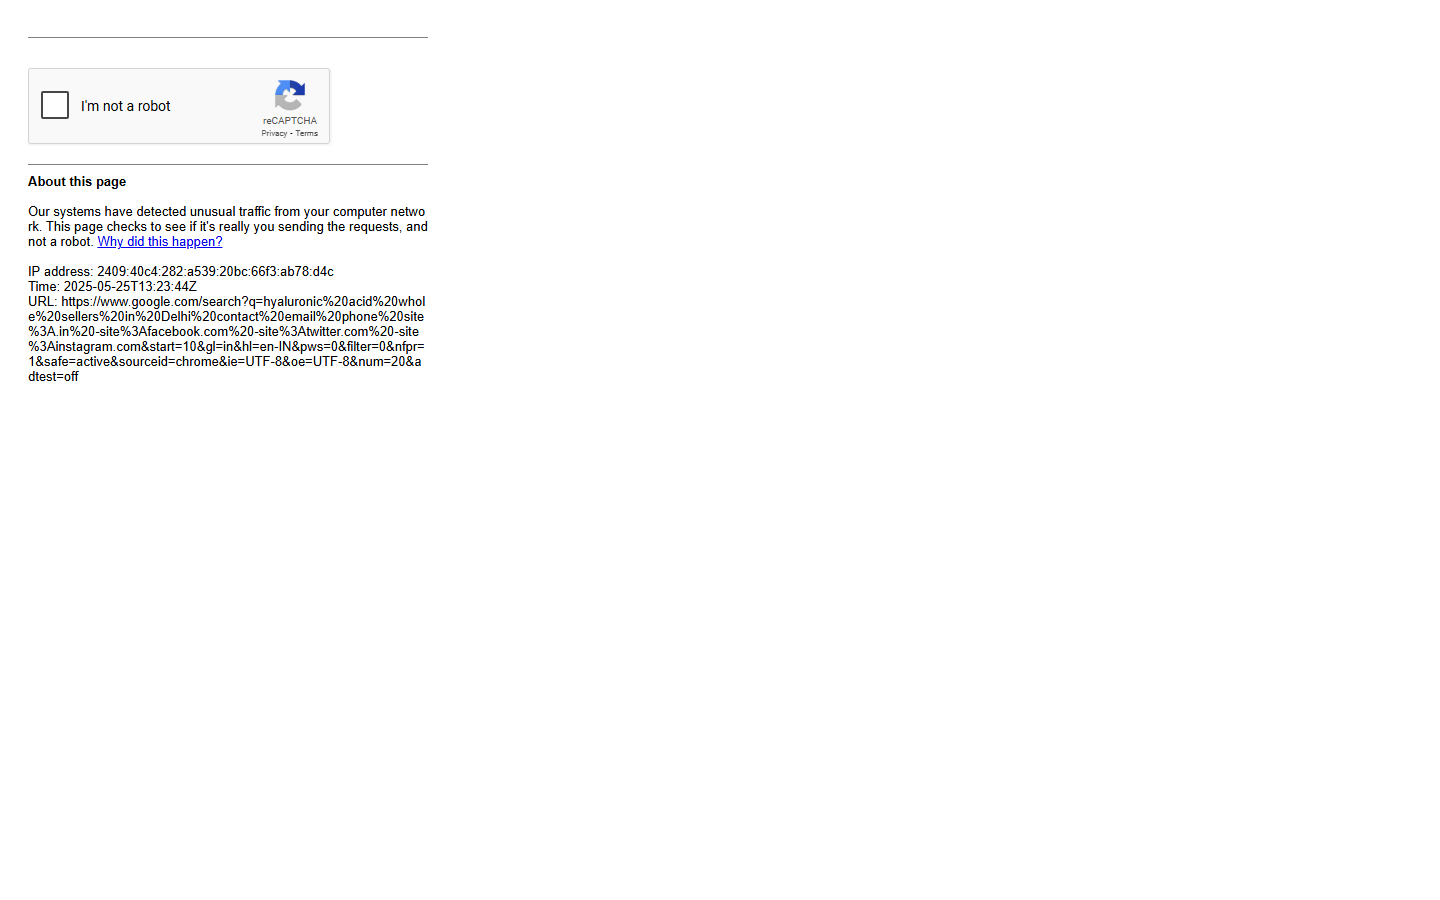 I'm not a robot
reCAPTCHA
Privacy - Terms
About this page
Our systems have detected unusual traffic from your computer netwo
rk. This page checks to see if it's really you sending the requests, and
not a robot. Why did this happen?
IP address: 2409:40c4:282:a539:20bc:66f3:ab78:d4c
Time: 2025-05-25T13:23:44Z
URL: https://www.google.com/search?q=hyaluronic%20acid%20whol
e%20sellers%20in%20Delhi%20contact%20email%20phone%20site
%3A.in%20-site%3Afacebook.com%20-site%3Atwitter.com%20-site
%3Ainstagram.com&start=10&gl=in&hl=en-IN&pws=0&filter=0&nfpr=
1&safe=active&sourceid=chrome&ie=UTF-8&oe=UTF-8&num=20&a
dtest=off